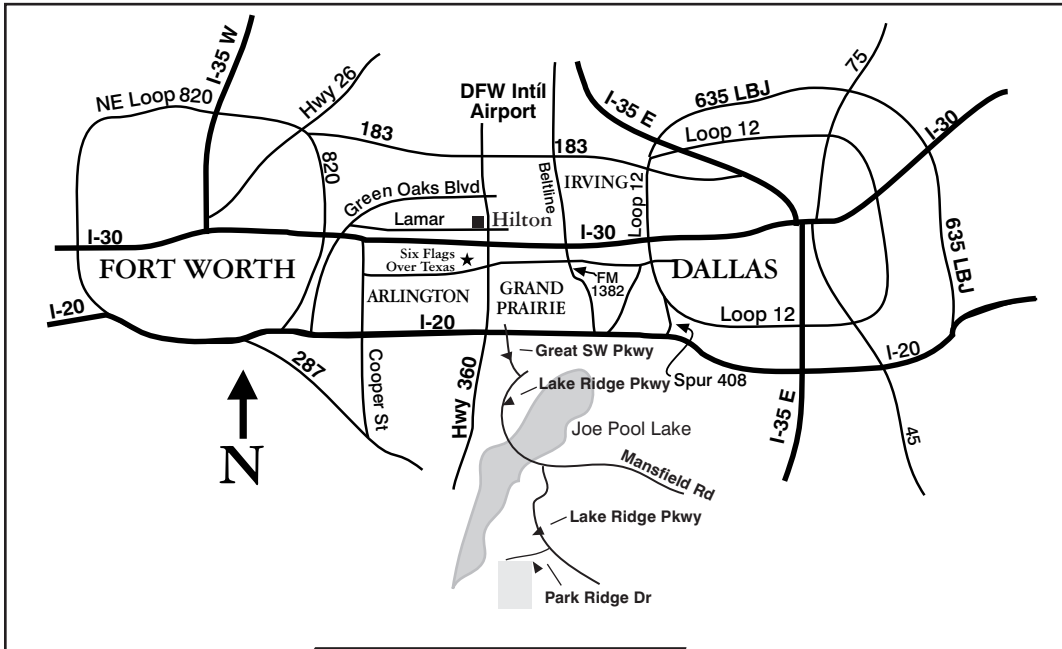 I-35 W
Hwy 26
NE Loop 820
DFW Intíl
Airport
I-35 E
635 LBJ
75
I-30
Loop 12
183
183
820
Green Oaks Blvd
Beltline
IRVING
Loop 12
Lamar
Hilton
I-30
I-30
635 LBJ
FORT WORTH
Six Flags
Over Texas
FM
1382
DALLAS
ARLINGTON
GRAND
PRAIRIE
I-20
I-20
Loop 12
I-20
287
Cooper St
Hwy 360
Great SW Pkwy
Lake Ridge Pkwy
Spur 408
I-35 E
45
N
Joe Pool Lake
Mansfield Rd
Lake Ridge Pkwy
Park Ridge Dr